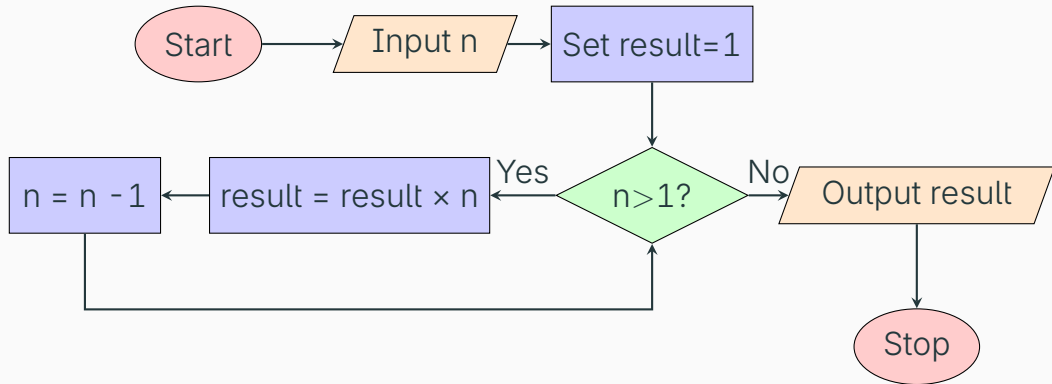 Start
Input n
Set result=1
n>1?
Yes
result = result × n
n = n -1
No
Output result
Stop